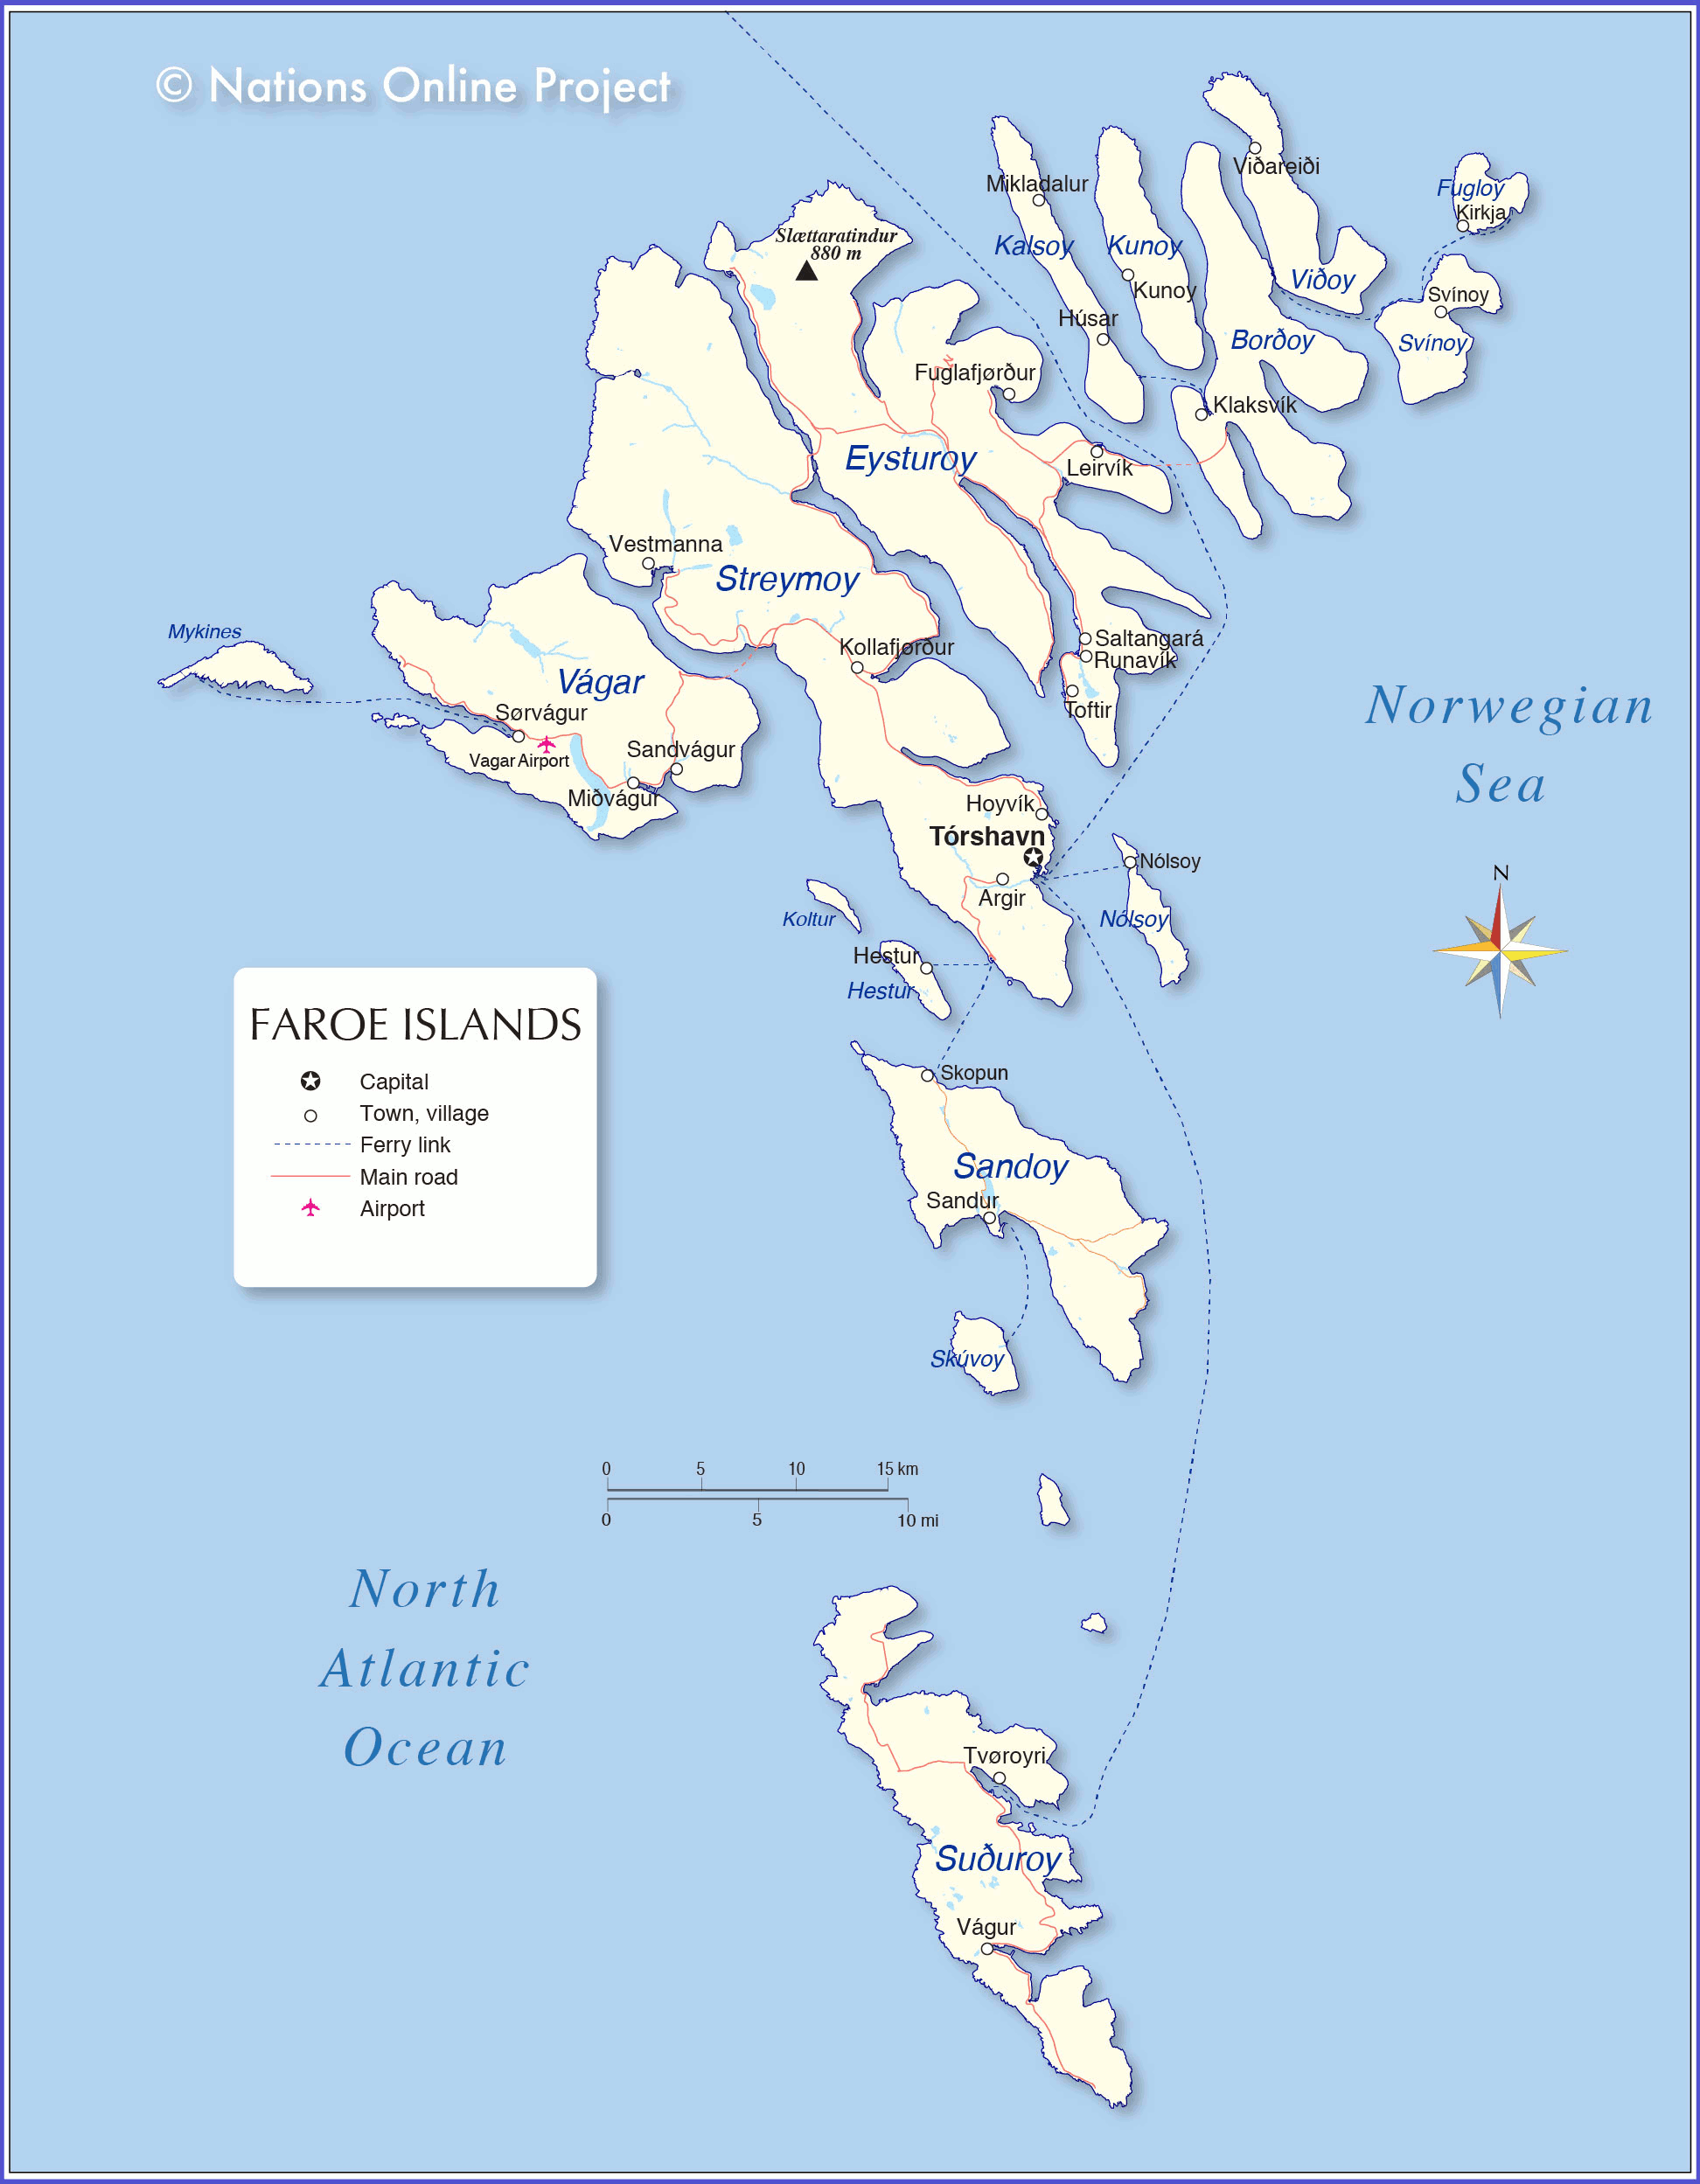 © Nations Online Project
Viðareiði
Mikladalur
Fugloy
Kirkja
Slættaratindur
880 m
Kalsoy
Kunoy
Viðoy
Kunoy
Svínoy
Húsar
Borðoy
Svínoy
Fuglafjørður
Klaksvík
Eysturoy
Leirvík
Vestmanna
Streymoy
Mykines
Saltangará
Kollafjørður
Runavík
Vágar
Toftir
Norwegian
Sea
Sørvágur
Sandvágur
Vagar Airport
Miðvágur
Hoyvík
Tórshavn
Nólsoy
N
Argir
Koltur
Nólsoy
Hestur
Hestur
FAROE ISLANDS
Capital
Town, village
Ferry link
Main road
Airport
Skopun
Sandoy
Sandur
Skúvoy
0 5 10 15 km
0 5 10 mi
North
Atlantic
Ocean
Tvøroyri
Suðuroy
Vágur